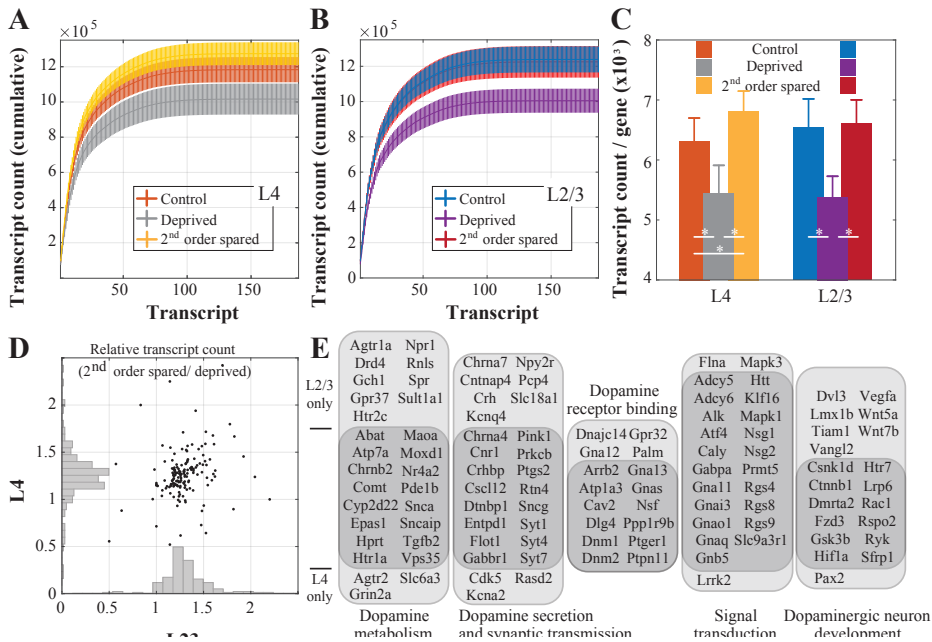 A
× 10^5
Transcript count (cumulative)
12
10
8
6
4
2
50
100
150
Transcript
Control
Deprived
2nd order spared
L4
B
× 10^5
Transcript count (cumulative)
12
10
8
6
4
2
0
50
100
150
Transcript
Control
Deprived
2nd order spared
L2/3
C
Transcript count / gene (x10^3)
8
7
6
5
4
Control
Deprived
2nd order spared
* *
*
* *
L4
L2/3
D
Relative transcript count
(2nd order spared/ deprived)
L4
2
1.5
1
0.5
0
0
0.5
1
1.5
2
L23
E
L2/3
only
L4
only
Agtr1a Npr1
Drd4 Rnls
Gch1 Spr
Gpr37 Sult1a1
Htr2c
Abat Maoa
Atp7a Moxd1
Chrnb2 Nr4a2
Comt Pde1b
Cyp2d22 Snca
Epas1 Sncaip
Hprt Tgfb2
Htr1a Vps35
Agtr2 Slc6a3
Grin2a
Dopamine
metabolism
Chrna7 Npy2r
Cntnap4 Pcp4
Crh Slc18a1
Kcnq4
Chrna4 Pink1
Cnr1 Prkcb
Crhbp Ptgs2
Cscl12 Rtn4
Dtnbp1 Sncg
Entpd1 Syt1
Flot1 Syt4
Gabbr1 Syt7
Cdk5 Rasd2
Kcna2
Dopamine secretion
and synaptic transmission
Dopamine
receptor binding
Dnajc14 Gpr32
Gna12 Palm
Arrb2 Gna13
Atp1a3 Gnas
Cav2 Nsf
Dlg4 Ppp1r9b
Dnm1 Ptger1
Dnm2 Ptpn11
Flna Mapk3
Adcy5 Htt
Adcy6 Klf16
Alk Mapk1
Atf4 Nsg1
Caly Nsg2
Gabpa Prmt5
Gna11 Rgs4
Gnai3 Rgs8
Gnao1 Rgs9
Gnaq Slc9a3r1
Gnb5
Lrrk2
Signal
transduction
Dvl3 Vegfa
Lmx1b Wnt5a
Tiam1 Wnt7b
Vangl2
Csnk1d Htr7
Ctnnb1 Lrp6
Dmrta2 Rac1
Fzd3 Rspo2
Gsk3b Ryk
Hif1a Sfrp1
Pax2
Dopaminergic neuron
development